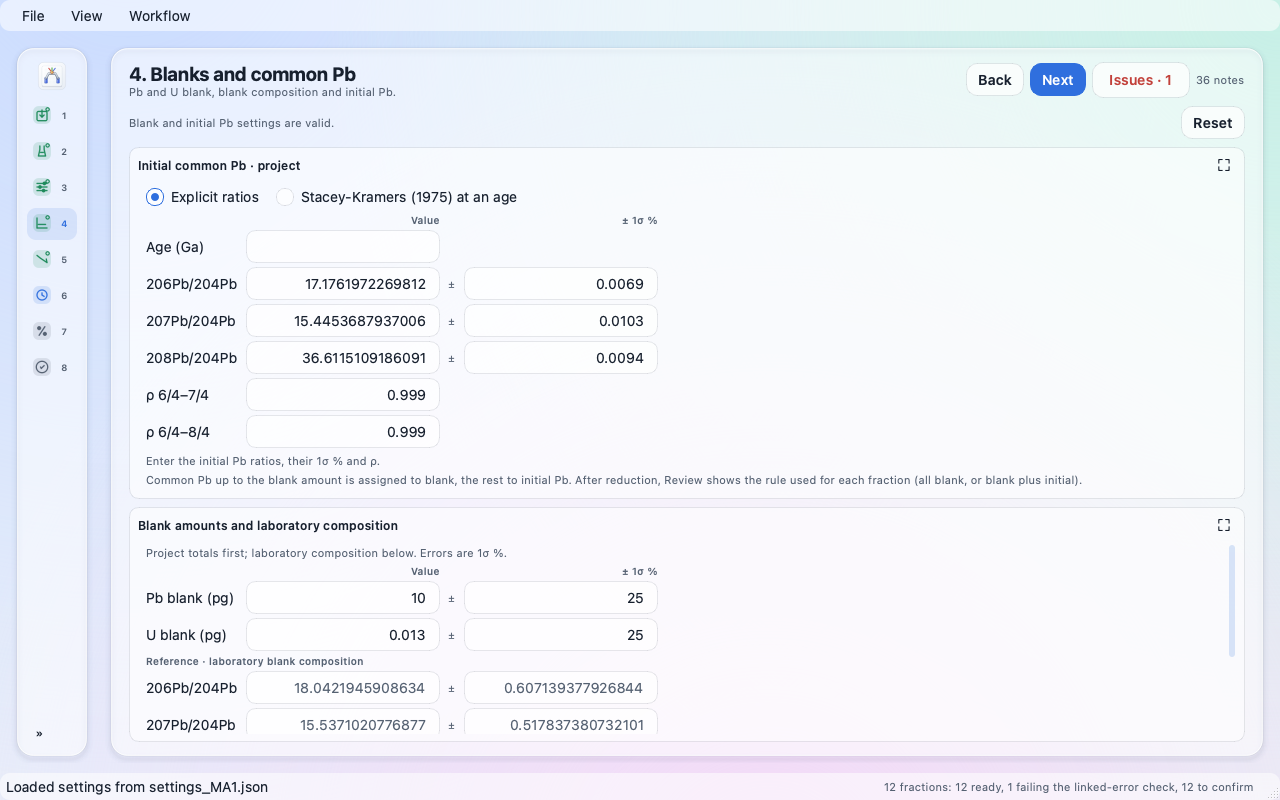 File View Workflow
4. Blanks and common Pb
Pb and U blank, blank composition and initial Pb.
Back Next Issues · 1 36 notes
Blank and initial Pb settings are valid.
Reset
1
2
3
4
5
6
7
8
»
Initial common Pb · project
Explicit ratios Stacey-Kramers (1975) at an age
Value ± 1σ %
Age (Ga)
206Pb/204Pb 17.1761972269812 ± 0.0069
207Pb/204Pb 15.4453687937006 ± 0.0103
208Pb/204Pb 36.6115109186091 ± 0.0094
ρ 6/4–7/4 0.999
ρ 6/4–8/4 0.999
Enter the initial Pb ratios, their 1σ % and ρ.
Common Pb up to the blank amount is assigned to blank, the rest to initial Pb. After reduction, Review shows the rule used for each fraction (all blank, or blank plus initial).
Blank amounts and laboratory composition
Project totals first; laboratory composition below. Errors are 1σ %.
Value ± 1σ %
Pb blank (pg) 10 ± 25
U blank (pg) 0.013 ± 25
Reference · laboratory blank composition
206Pb/204Pb 18.0421945908634 ± 0.607139377926844
207Pb/204Pb 15.5371020776877 ± 0.517837380732101
Loaded settings from settings_MA1.json
12 fractions: 12 ready, 1 failing the linked-error check, 12 to confirm